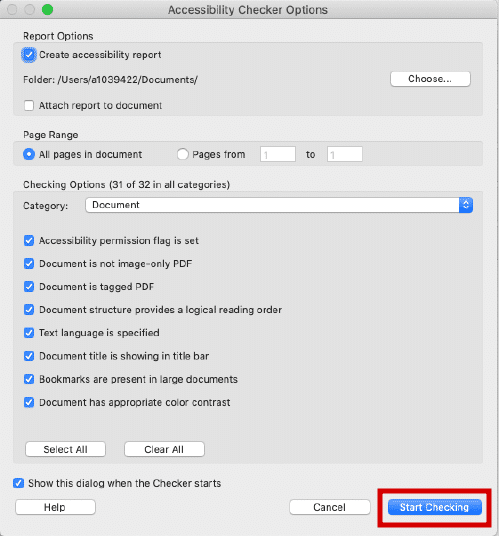 Accessibility Checker Options
Report Options
Create accessibility report
Folder: /Users/a1039422/Documents/ Choose...
Attach report to document
Page Range
All pages in document Pages from 1 to 1
Checking Options (31 of 32 in all categories)
Category: Document
Accessibility permission flag is set
Document is not image-only PDF
Document is tagged PDF
Document structure provides a logical reading order
Text language is specified
Document title is showing in title bar
Bookmarks are present in large documents
Document has appropriate color contrast
Select All Clear All
Show this dialog when the Checker starts
Help Cancel Start Checking